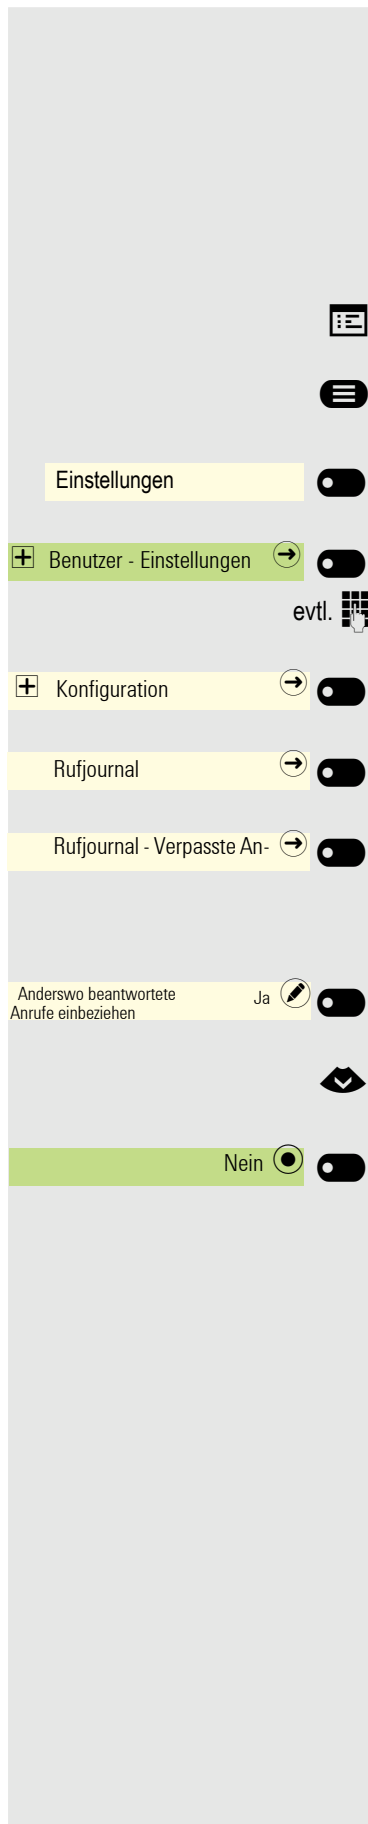 Einstellungen
Benutzer - Einstellungen
evtl.
Konfiguration
Rufjournal
Rufjournal - Verpasste An-
Anderswo beantwortete Ja
Anrufe einbeziehen
Nein